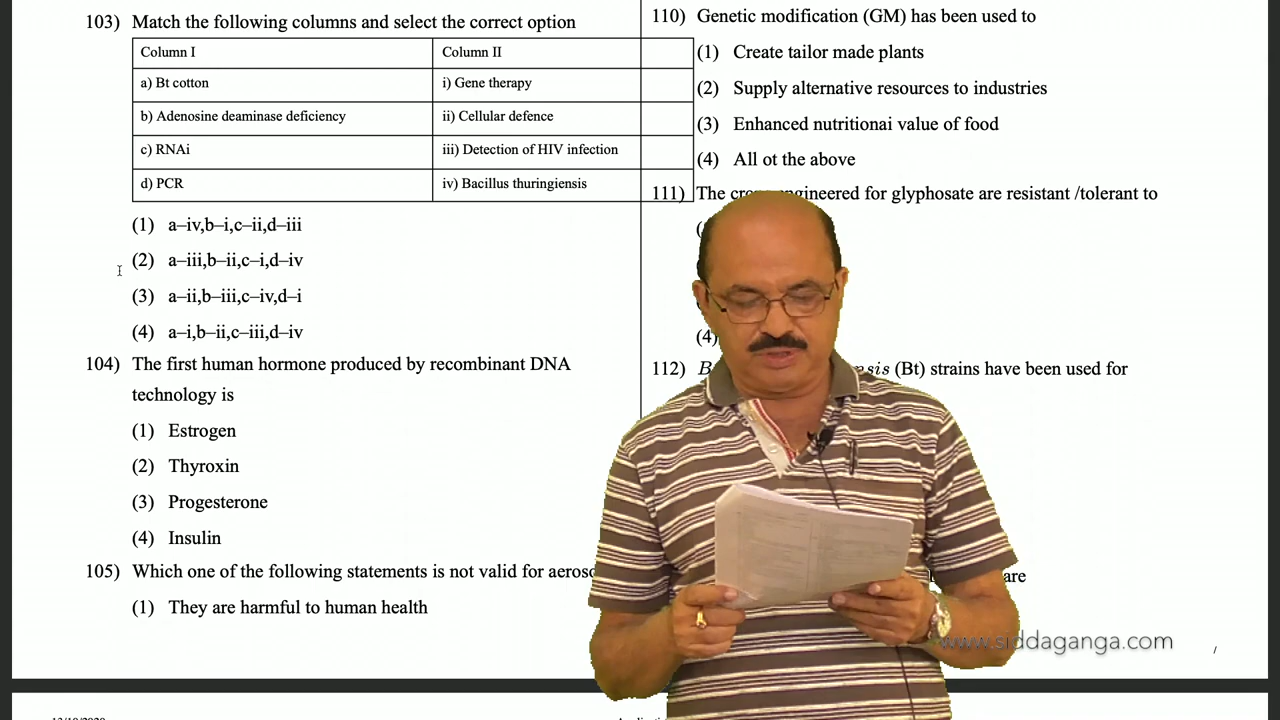 103) Match the following columns and select the correct option
Column I Column II
a) Bt cotton i) Gene therapy
b) Adenosine deaminase deficiency ii) Cellular defence
c) RNAi iii) Detection of HIV infection
d) PCR iv) Bacillus thuringiensis
(1) a–iv,b–i,c–ii,d–iii
(2) a–iii,b–ii,c–i,d–iv
(3) a–ii,b–iii,c–iv,d–i
(4) a–i,b–ii,c–iii,d–iv
104) The first human hormone produced by recombinant DNA
technology is
(1) Estrogen
(2) Thyroxin
(3) Progesterone
(4) Insulin
105) Which one of the following statements is not valid for
(1) They are harmful to human health
110) Genetic modification (GM) has been used to
(1) Create tailor made plants
(2) Supply alternative resources to industries
(3) Enhanced nutritionai value of food
(4) All ot the above
111) The engineered for glyphosate are resistant /tolerant to
(4)
112) (Bt) strains have been used for
are
www.siddaganga.com